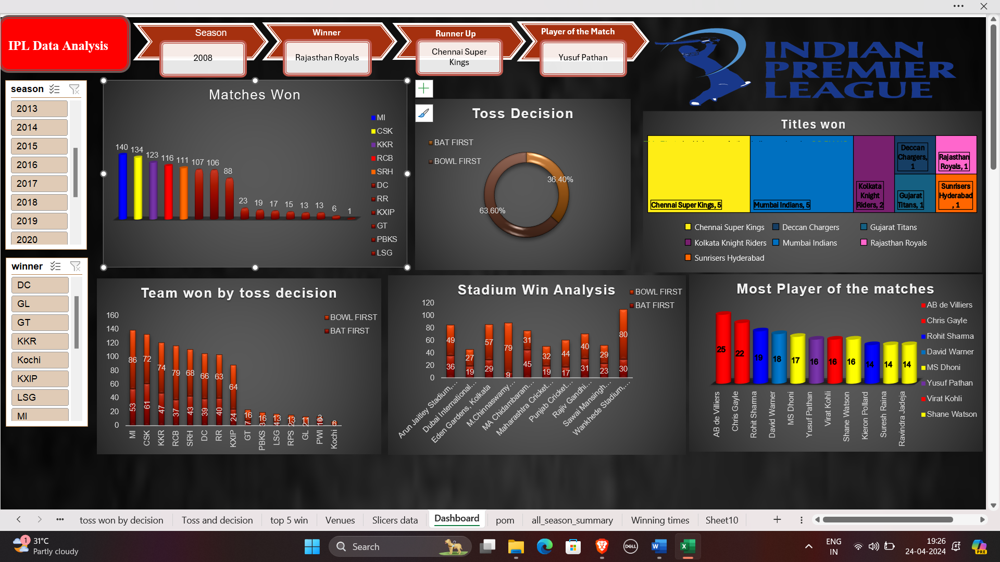 IPL Data Analysis
Season
2008
Winner
Rajasthan Royals
Runner Up
Chennai Super
Kings
Player of the Match
Yusuf Pathan
INDIAN
PREMIER
LEAGUE
season
2013
2014
2015
2016
2017
2018
2019
2020
winner
DC
GL
GT
KKR
Kochi
KXIP
LSG
MI
Matches Won
140 134 123 116 111 107 106 88 23 19 17 15 13 13 6 1
MI
CSK
KKR
RCB
SRH
DC
RR
KXIP
GT
PBKS
LSG
Toss Decision
BAT FIRST
BOWL FIRST
36.40%
63.60%
Titles won
Chennai Super Kings, 5
Mumbai Indians, 5
Kolkata
Knight
Riders, 2
Deccan
Chargers,
1
Gujarat
Titans, 1
Rajasthan
Royals, 1
Sunrisers
Hyderabad
, 1
Chennai Super Kings Deccan Chargers Gujarat Titans
Kolkata Knight Riders Mumbai Indians Rajasthan Royals
Sunrisers Hyderabad
Team won by toss decision
BOWL FIRST
BAT FIRST
160
140
120
100
80
60
40
20
0
86 72 74 79 68 66 63 64 16 16 13 13 11 3 6
53 61 47 37 43 39 40 24 7 3 4 2
MI CSK KKR RCB SRH DC RR KXIP GT PBKS LSG RPS GL PWI Kochi
Stadium Win Analysis
BOWL FIRST
BAT FIRST
120
100
80
60
40
20
0
49 27 57 79 31 32 44 40 29 80
36 19 29 9 45 19 17 31 23 30
Arun Jaitley Stadium,...
Dubai International...
Eden Gardens, Kolkata
M.Chinnaswamy...
MA Chidambaram...
Maharashtra Cricket...
Punjab Cricket...
Rajiv Gandhi...
Sawai Mansingh...
Wankhede Stadium,...
Most Player of the matches
25 22 19 18 17 16 16 16 14 14 14
AB de Villiers
Chris Gayle
Rohit Sharma
David Warner
MS Dhoni
Yusuf Pathan
Virat Kohli
Shane Watson
Kieron Pollard
Suresh Raina
Ravindra Jadeja
AB de Villiers
Chris Gayle
Rohit Sharma
David Warner
MS Dhoni
Yusuf Pathan
Virat Kohli
Shane Watson
toss won by decision Toss and decision top 5 win Venues Slicers data Dashboard pom all_season_summary Winning times Sheet10
1
31°C
Partly cloudy
Search
DELL
W
X
ENG
IN
19:26
24-04-2024
PRE